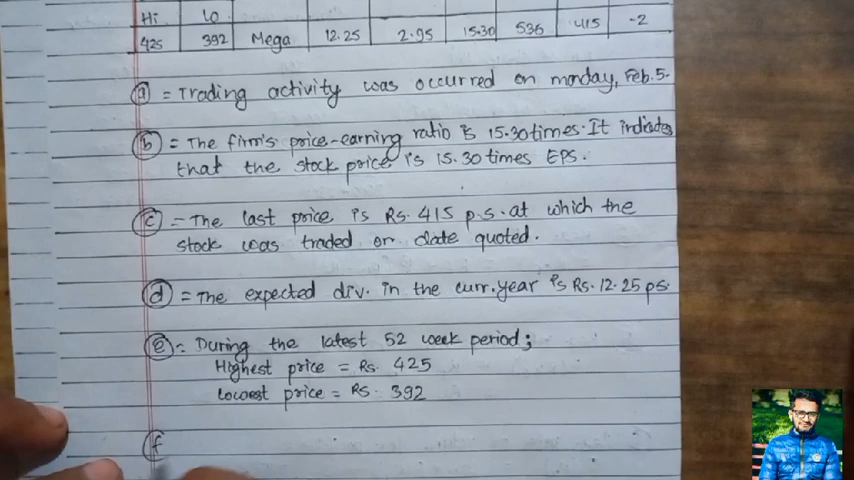 Hi Lo
425 392 Mega 12.25 2.95 15.30 536 415 -2
(a) = Trading activity was occurred on monday, Feb. 5.
(b) = The firm's price-earning ratio is 15.30 times. It indicates
that the stock price is 15.30 times EPS.
(c) = The last price is Rs. 415 p.s. at which the
stock was traded on date quoted.
(d) = The expected div. in the curr. year is Rs. 12.25 ps.
(e) = During the latest 52 week period;
Highest price = Rs. 425
Lowest price = Rs. 392
(f